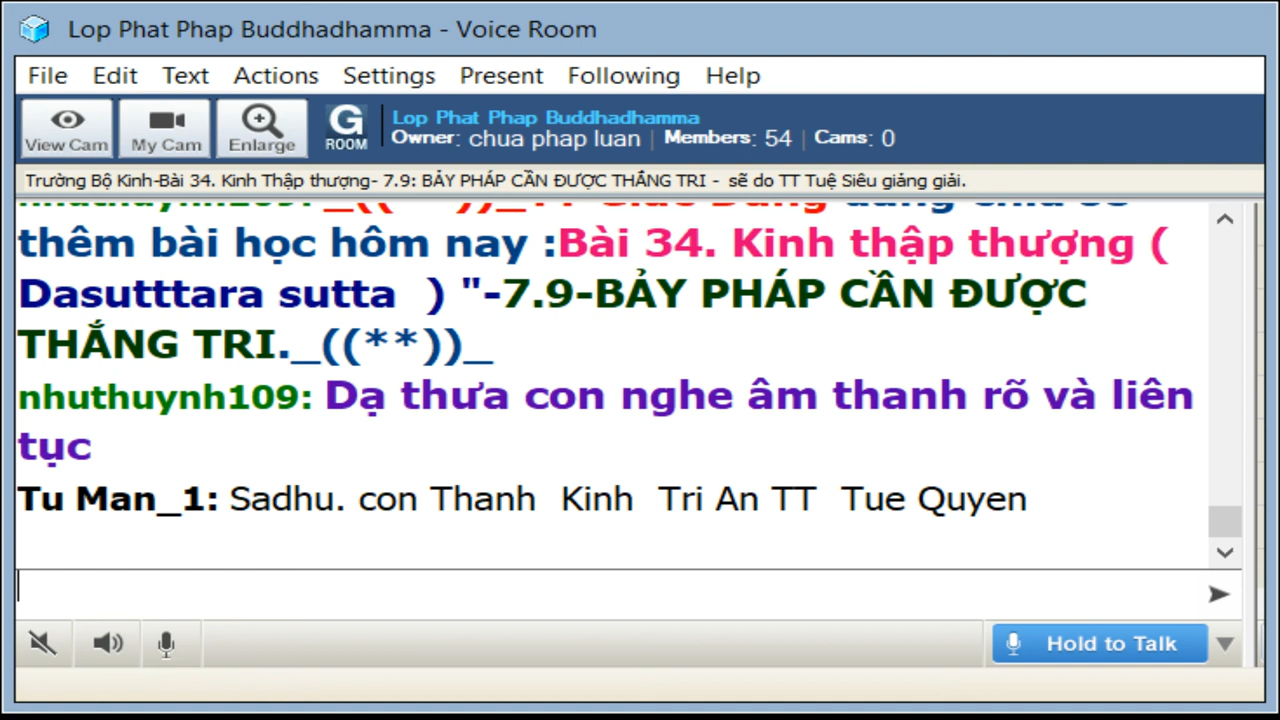 Lop Phat Phap Buddhadhamma - Voice Room
File Edit Text Actions Settings Present Following Help
View Cam My Cam Enlarge G ROOM
Lop Phat Phap Buddhadhamma
Owner: chua phap luan | Members: 54 | Cams: 0
Trường Bộ Kinh-Bài 34. Kinh Thập thượng- 7.9: BẢY PHÁP CẦN ĐƯỢC THẮNG TRI - sẽ do TT Tuệ Siêu giảng giải.
thêm bài học hôm nay :Bài 34. Kinh thập thượng (
Dasutttara sutta ) "-7.9-BẢY PHÁP CẦN ĐƯỢC
THẮNG TRI._((**))_
nhuthuynh109: Dạ thưa con nghe âm thanh rõ và liên
tục
Tu Man_1: Sadhu. con Thanh Kinh Tri An TT Tue Quyen
Hold to Talk